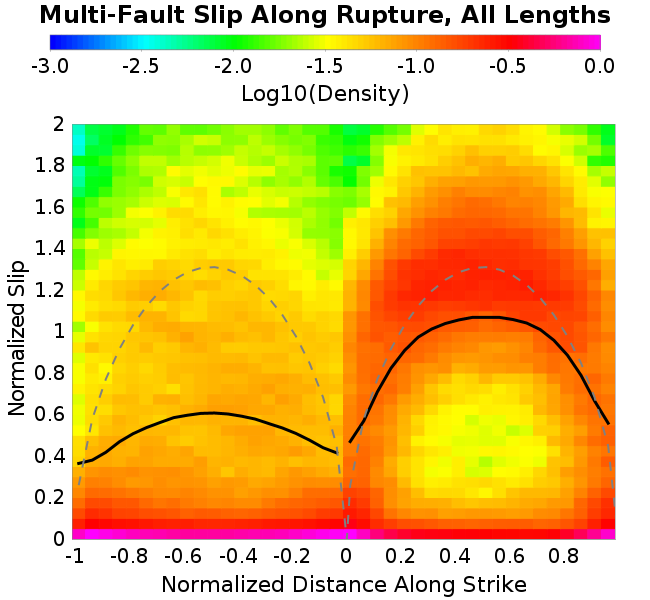 Multi-Fault Slip Along Rupture, All Lengths
-3.0 -2.5 -2.0 -1.5 -1.0 -0.5 0.0
Log10(Density)
Normalized Slip
2
1.8
1.6
1.4
1.2
1
0.8
0.6
0.4
0.2
0
-1 -0.8 -0.6 -0.4 -0.2 0 0.2 0.4 0.6 0.8
Normalized Distance Along Strike